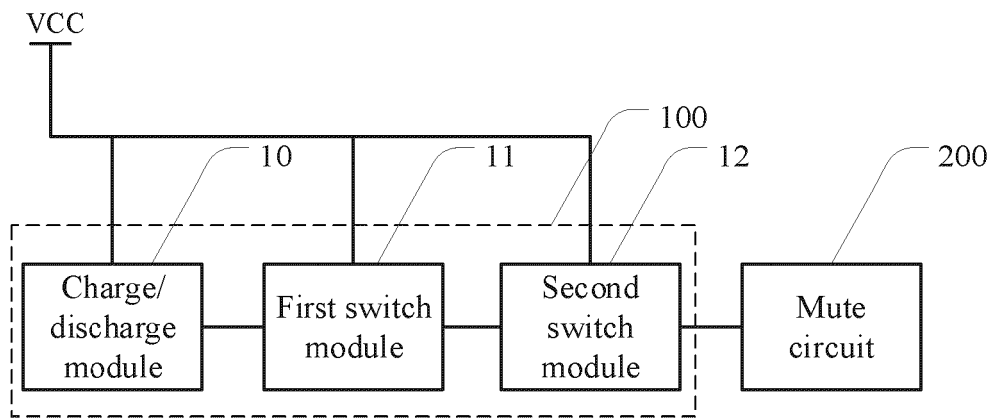 VCC
100
10
11
12
200
Charge/
discharge
module
First switch
module
Second
switch
module
Mute
circuit